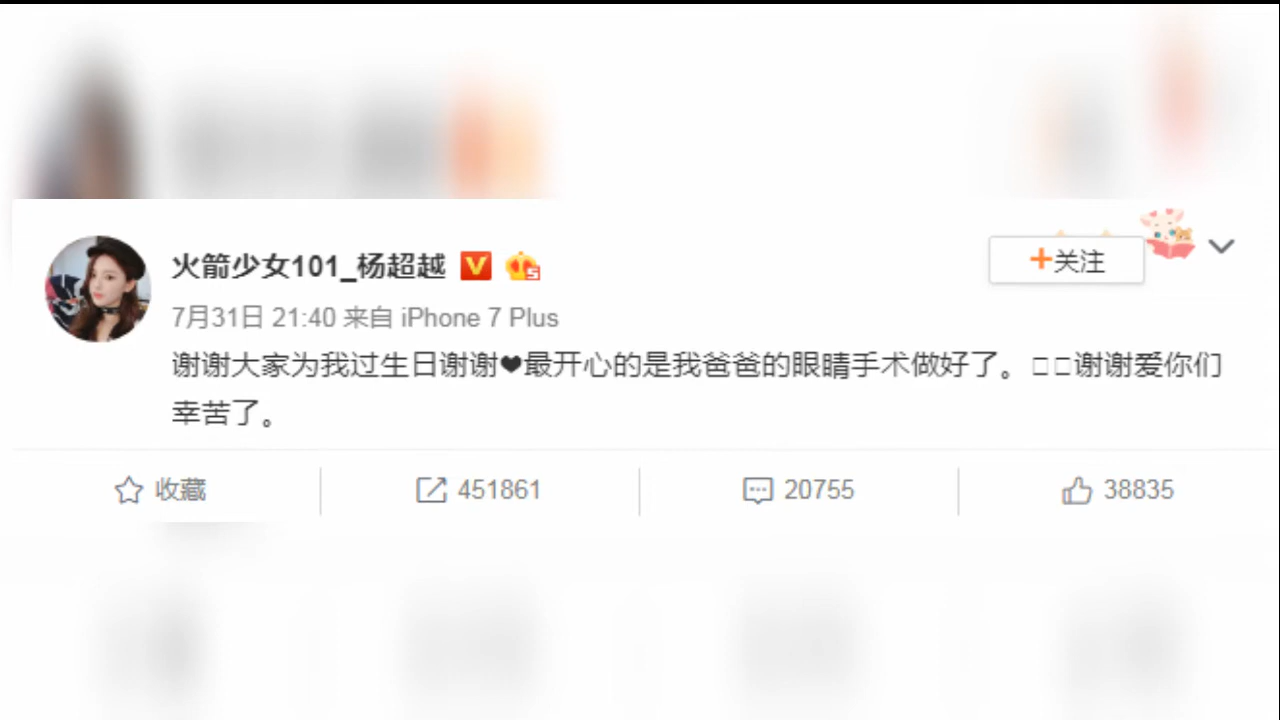 火箭少女101_杨超越
+关注
7月31日 21:40 来自 iPhone 7 Plus
谢谢大家为我过生日谢谢❤最开心的是我爸爸的眼睛手术做好了。□□谢谢爱你们
幸苦了。
收藏
451861
20755
38835